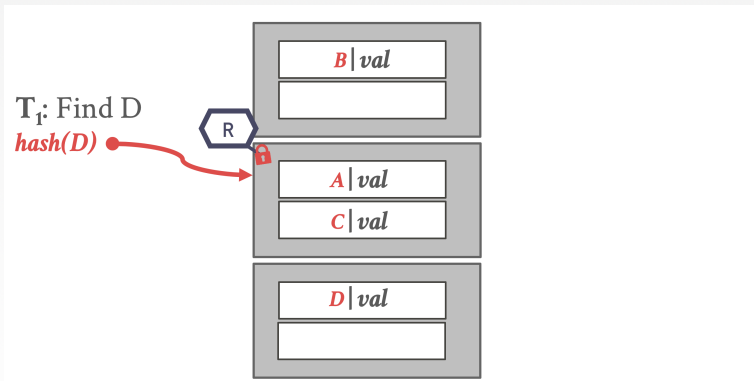 B|val
T₁: Find D
R
hash(D)
A|val
C|val
D|val